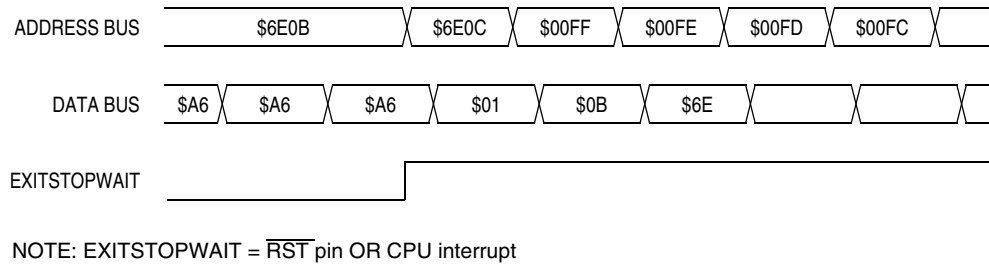 ADDRESS BUS $6E0B $6E0C $00FF $00FE $00FD $00FC
DATA BUS $A6 $A6 $A6 $01 $0B $6E
EXITSTOPWAIT
NOTE: EXITSTOPWAIT = RST pin OR CPU interrupt